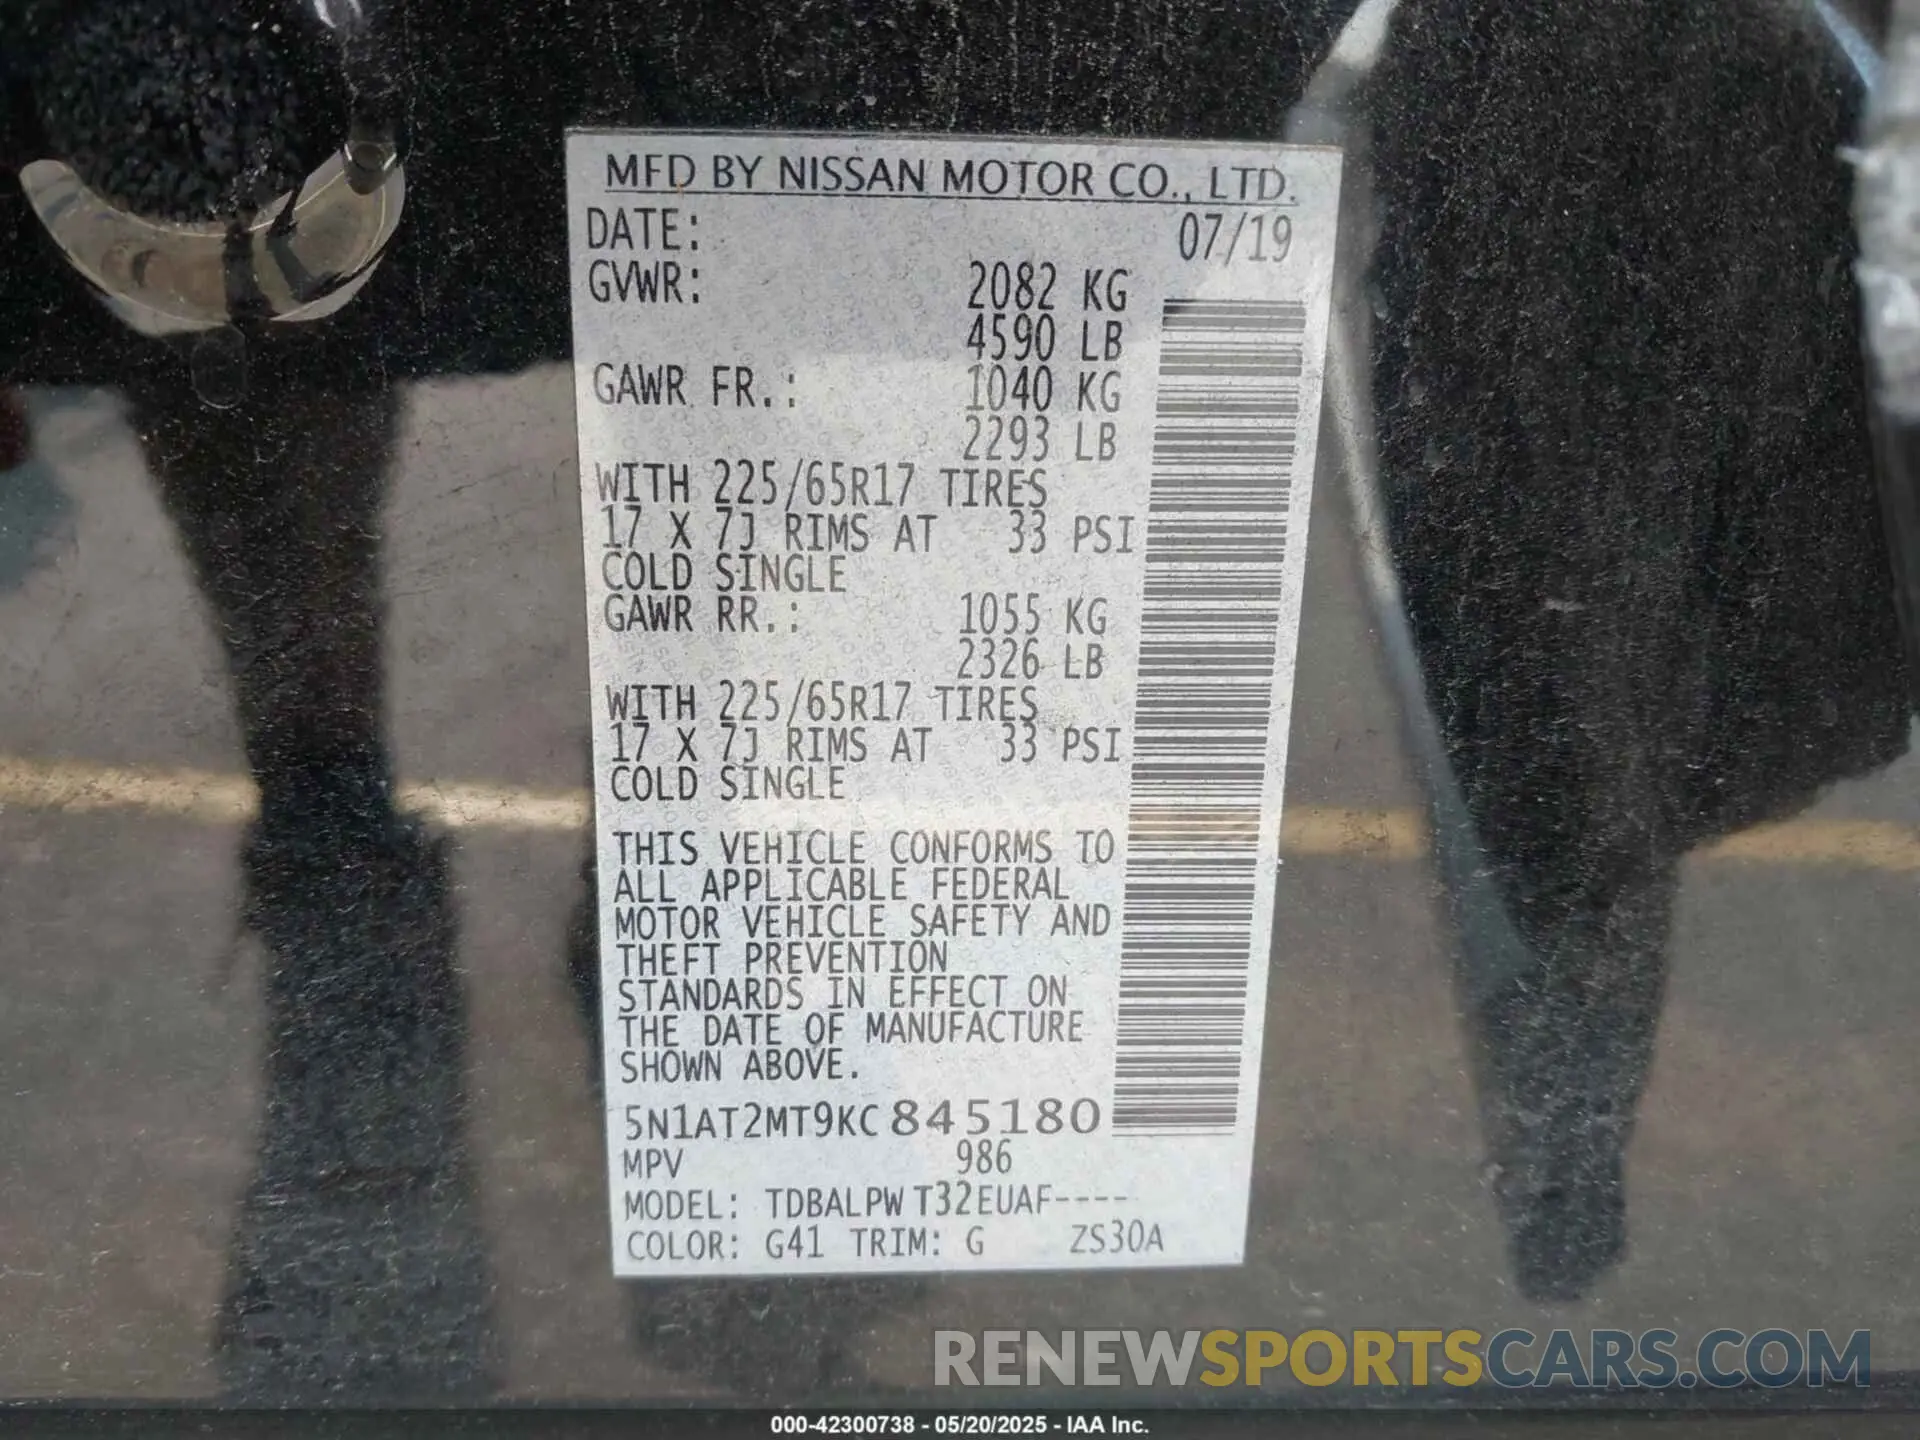 MFD BY NISSAN MOTOR CO., LTD.
DATE: 07/19
GVWR: 2082 KG
4590 LB
GAWR FR.: 1040 KG
2293 LB
WITH 225/65R17 TIRES
17 X 7J RIMS AT 33 PSI
COLD SINGLE
GAWR RR.: 1055 KG
2326 LB
WITH 225/65R17 TIRES
17 X 7J RIMS AT 33 PSI
COLD SINGLE
THIS VEHICLE CONFORMS TO
ALL APPLICABLE FEDERAL
MOTOR VEHICLE SAFETY AND
THEFT PREVENTION
STANDARDS IN EFFECT ON
THE DATE OF MANUFACTURE
SHOWN ABOVE.
5N1AT2MT9KC845180
MPV 986
MODEL: TDBALPW T32EUAF----
COLOR: G41 TRIM: G ZS30A
RENEWSPORTSCARS.COM
000-42300738 - 05/20/2025 - IAA Inc.